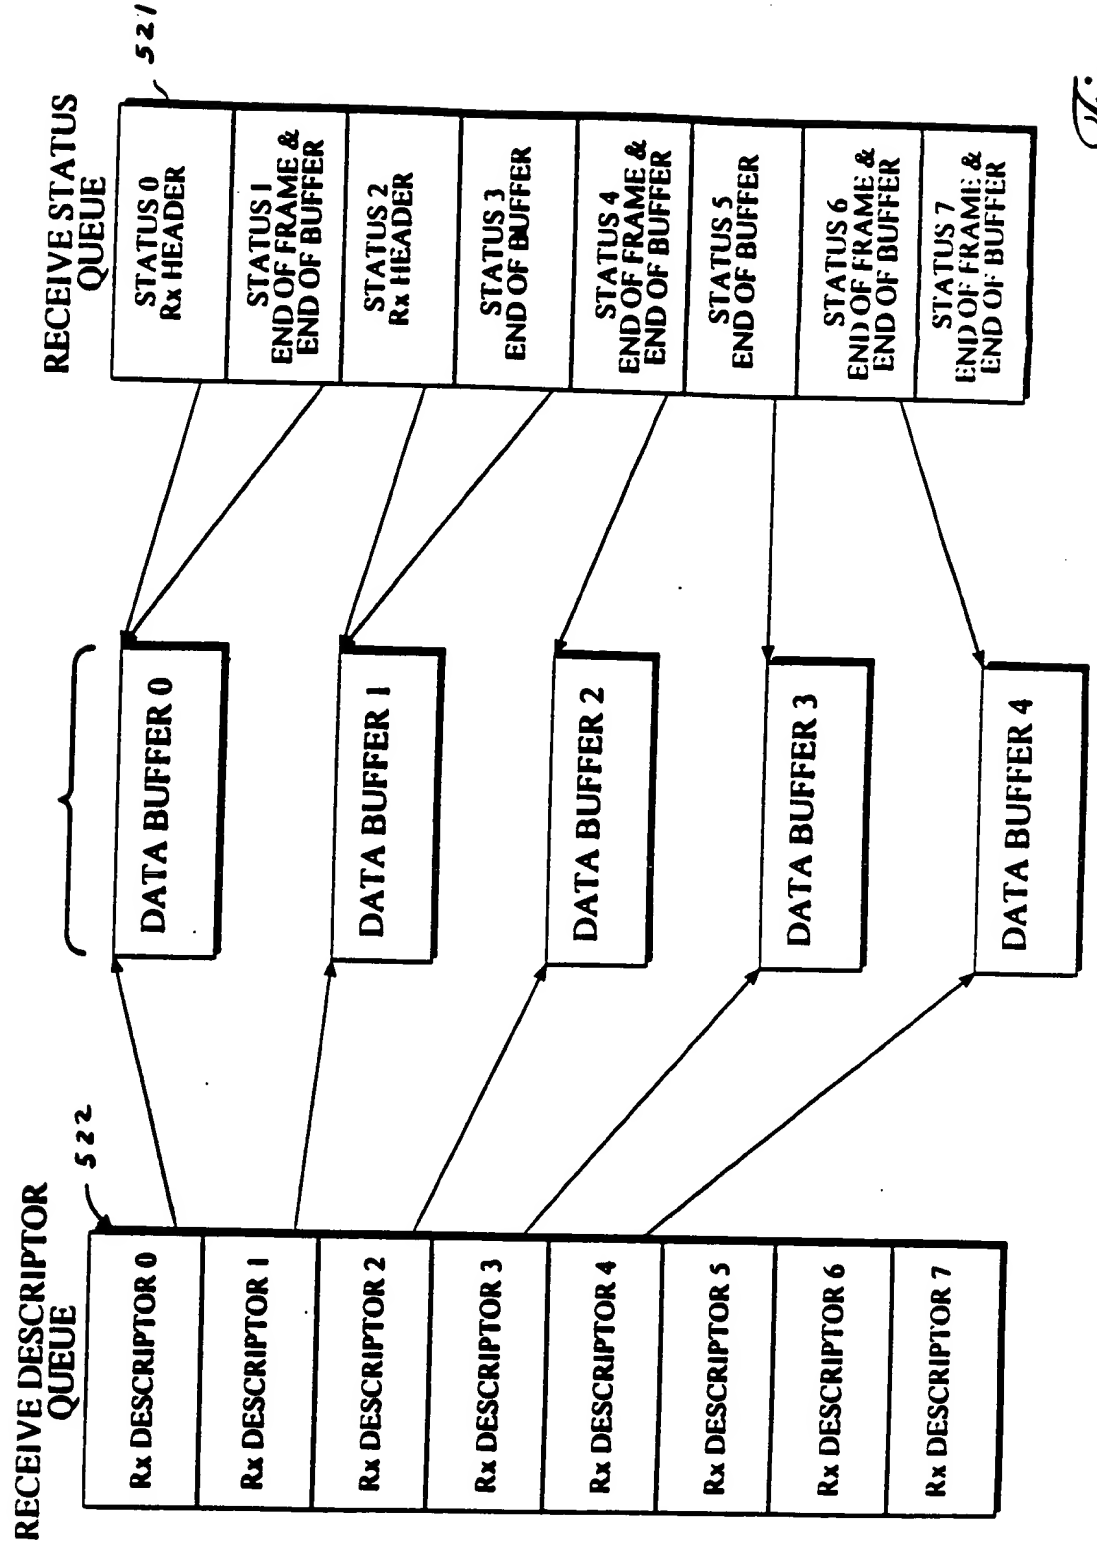 RECEIVE DESCRIPTOR
QUEUE
522
Rx DESCRIPTOR 0
Rx DESCRIPTOR 1
Rx DESCRIPTOR 2
Rx DESCRIPTOR 3
Rx DESCRIPTOR 4
Rx DESCRIPTOR 5
Rx DESCRIPTOR 6
Rx DESCRIPTOR 7
DATA BUFFER 0
DATA BUFFER 1
DATA BUFFER 2
DATA BUFFER 3
DATA BUFFER 4
RECEIVE STATUS
QUEUE
521
STATUS 0
Rx HEADER
STATUS 1
END OF FRAME &
END OF BUFFER
STATUS 2
Rx HEADER
STATUS 3
END OF BUFFER
STATUS 4
END OF FRAME &
END OF BUFFER
STATUS 5
END OF BUFFER
STATUS 6
END OF FRAME &
END OF BUFFER
STATUS 7
END OF FRAME &
END OF BUFFER